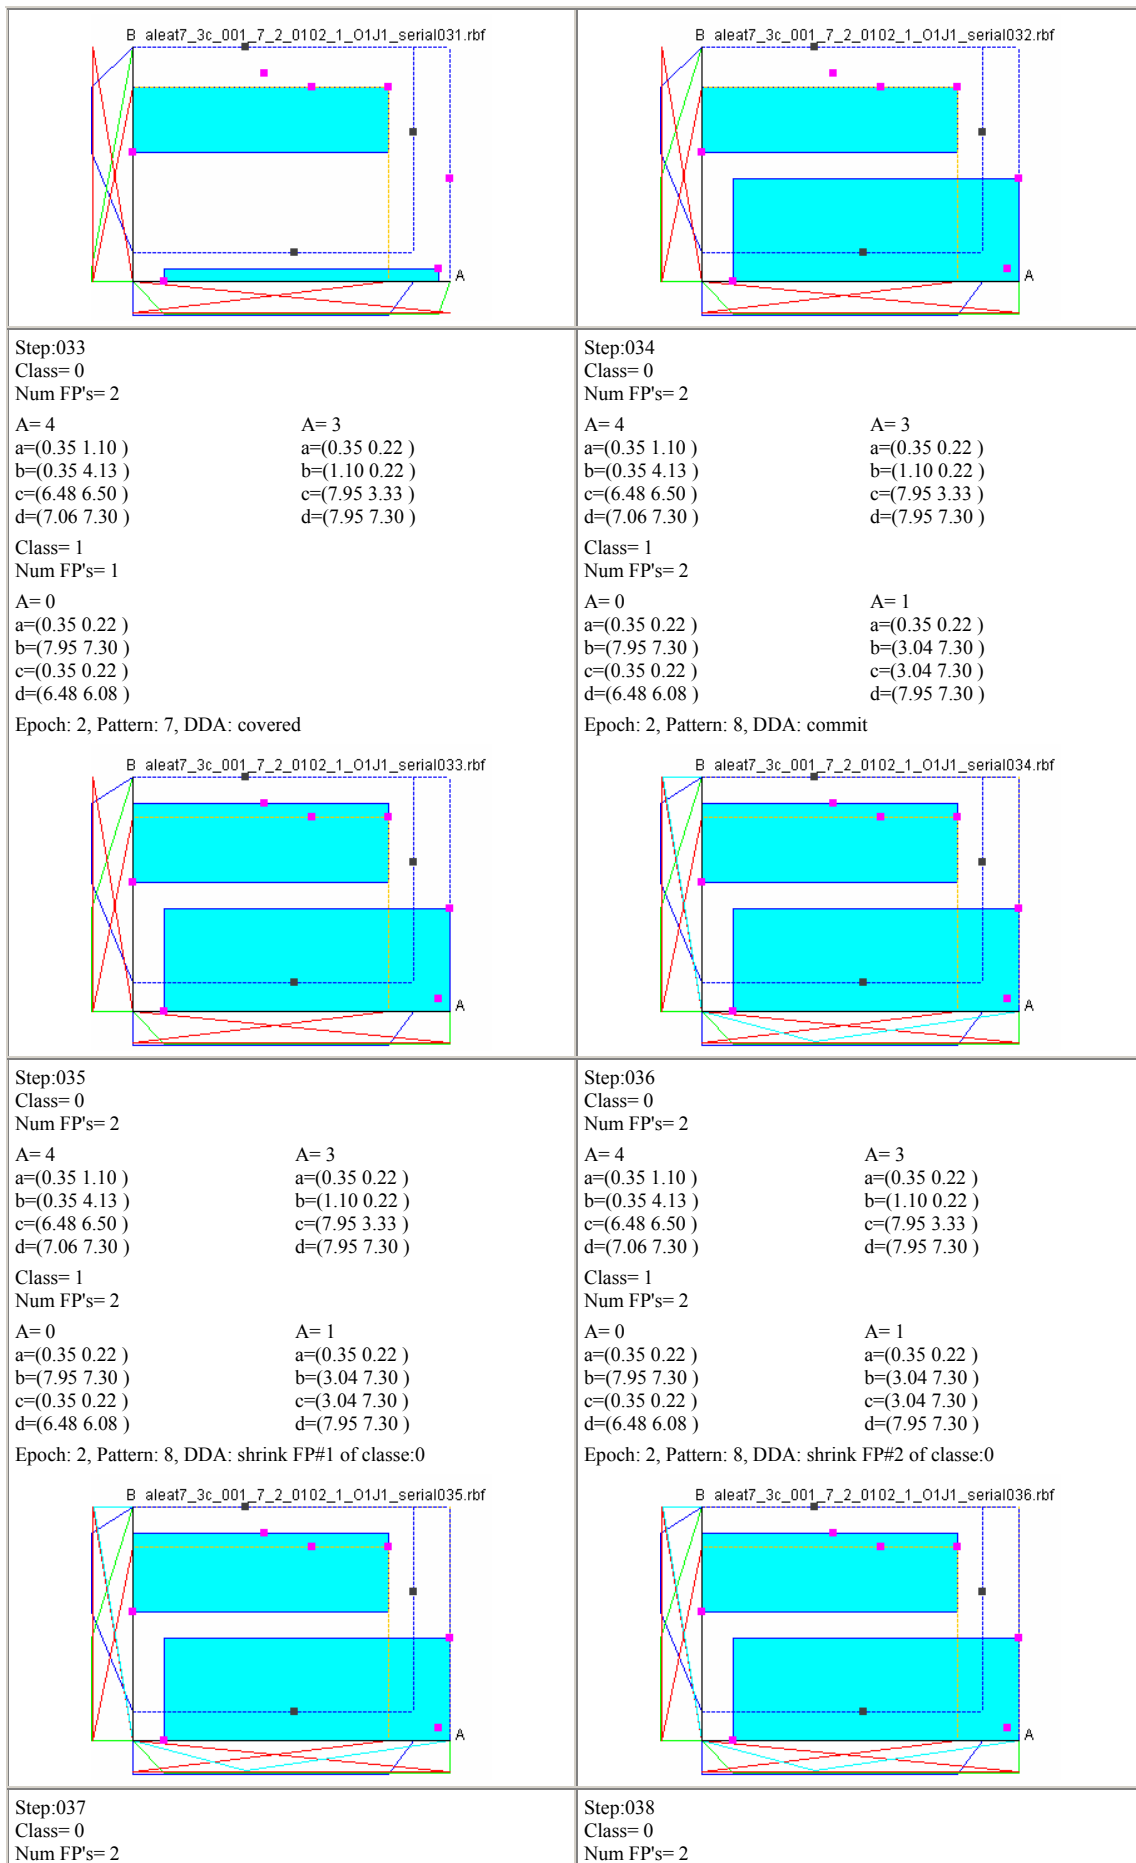 B aleat7_3c_001_7_2_0102_1_O1J1_serial031.rbf
A
B aleat7_3c_001_7_2_0102_1_O1J1_serial032.rbf
A
Step:033
Class= 0
Num FP's= 2
A= 4 A= 3
a=(0.35 1.10 ) a=(0.35 0.22 )
b=(0.35 4.13 ) b=(1.10 0.22 )
c=(6.48 6.50 ) c=(7.95 3.33 )
d=(7.06 7.30 ) d=(7.95 7.30 )
Class= 1
Num FP's= 1
A= 0
a=(0.35 0.22 )
b=(7.95 7.30 )
c=(0.35 0.22 )
d=(6.48 6.08 )
Epoch: 2, Pattern: 7, DDA: covered
B aleat7_3c_001_7_2_0102_1_O1J1_serial033.rbf
A
Step:034
Class= 0
Num FP's= 2
A= 4 A= 3
a=(0.35 1.10 ) a=(0.35 0.22 )
b=(0.35 4.13 ) b=(1.10 0.22 )
c=(6.48 6.50 ) c=(7.95 3.33 )
d=(7.06 7.30 ) d=(7.95 7.30 )
Class= 1
Num FP's= 2
A= 0 A= 1
a=(0.35 0.22 ) a=(0.35 0.22 )
b=(7.95 7.30 ) b=(3.04 7.30 )
c=(0.35 0.22 ) c=(3.04 7.30 )
d=(6.48 6.08 ) d=(7.95 7.30 )
Epoch: 2, Pattern: 8, DDA: commit
B aleat7_3c_001_7_2_0102_1_O1J1_serial034.rbf
A
Step:035
Class= 0
Num FP's= 2
A= 4 A= 3
a=(0.35 1.10 ) a=(0.35 0.22 )
b=(0.35 4.13 ) b=(1.10 0.22 )
c=(6.48 6.50 ) c=(7.95 3.33 )
d=(7.06 7.30 ) d=(7.95 7.30 )
Class= 1
Num FP's= 2
A= 0 A= 1
a=(0.35 0.22 ) a=(0.35 0.22 )
b=(7.95 7.30 ) b=(3.04 7.30 )
c=(0.35 0.22 ) c=(3.04 7.30 )
d=(6.48 6.08 ) d=(7.95 7.30 )
Epoch: 2, Pattern: 8, DDA: shrink FP#1 of classe:0
B aleat7_3c_001_7_2_0102_1_O1J1_serial035.rbf
A
Step:036
Class= 0
Num FP's= 2
A= 4 A= 3
a=(0.35 1.10 ) a=(0.35 0.22 )
b=(0.35 4.13 ) b=(1.10 0.22 )
c=(6.48 6.50 ) c=(7.95 3.33 )
d=(7.06 7.30 ) d=(7.95 7.30 )
Class= 1
Num FP's= 2
A= 0 A= 1
a=(0.35 0.22 ) a=(0.35 0.22 )
b=(7.95 7.30 ) b=(3.04 7.30 )
c=(0.35 0.22 ) c=(3.04 7.30 )
d=(6.48 6.08 ) d=(7.95 7.30 )
Epoch: 2, Pattern: 8, DDA: shrink FP#2 of classe:0
B aleat7_3c_001_7_2_0102_1_O1J1_serial036.rbf
A
Step:037
Class= 0
Num FP's= 2
Step:038
Class= 0
Num FP's= 2